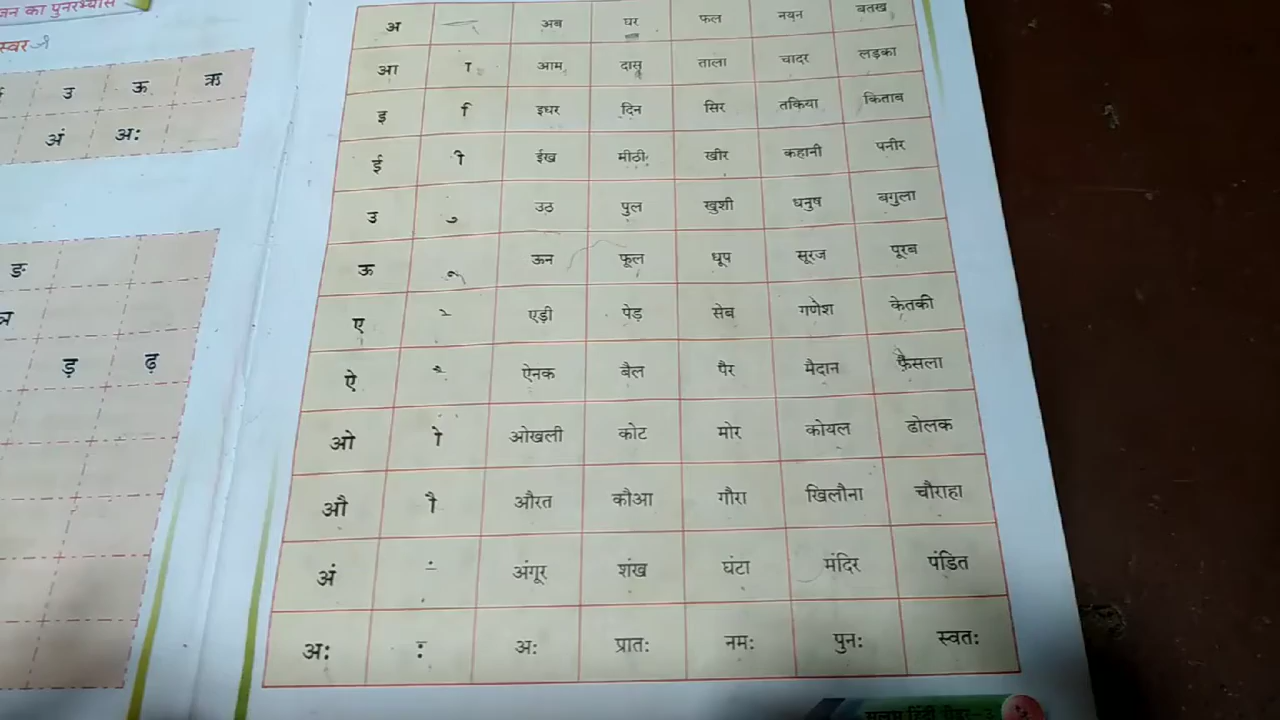 का पुनरभ्यास
स्वर
उ ऊ ऋ
अं अः
ङ
ड़ ढ़
अ अब घर फल नयन बतख
आ ा आम दासू ताला चादर लड़का
इ ि इधर दिन सिर तकिया किताब
ई ी ईख मीठी खीर कहानी पनीर
उ ु उठ पुल खुशी धनुष बगुला
ऊ ू ऊन फूल धूप सूरज पूरब
ए े एड़ी पेड़ सेब गणेश केतकी
ऐ ै ऐनक बैल पैर मैदान फ़ैसला
ओ ो ओखली कोट मोर कोयल ढोलक
औ ौ औरत कौआ गौरा खिलौना चौराहा
अं ं अंगूर शंख घंटा मंदिर पंडित
अः ः अः प्रातः नमः पुनः स्वतः